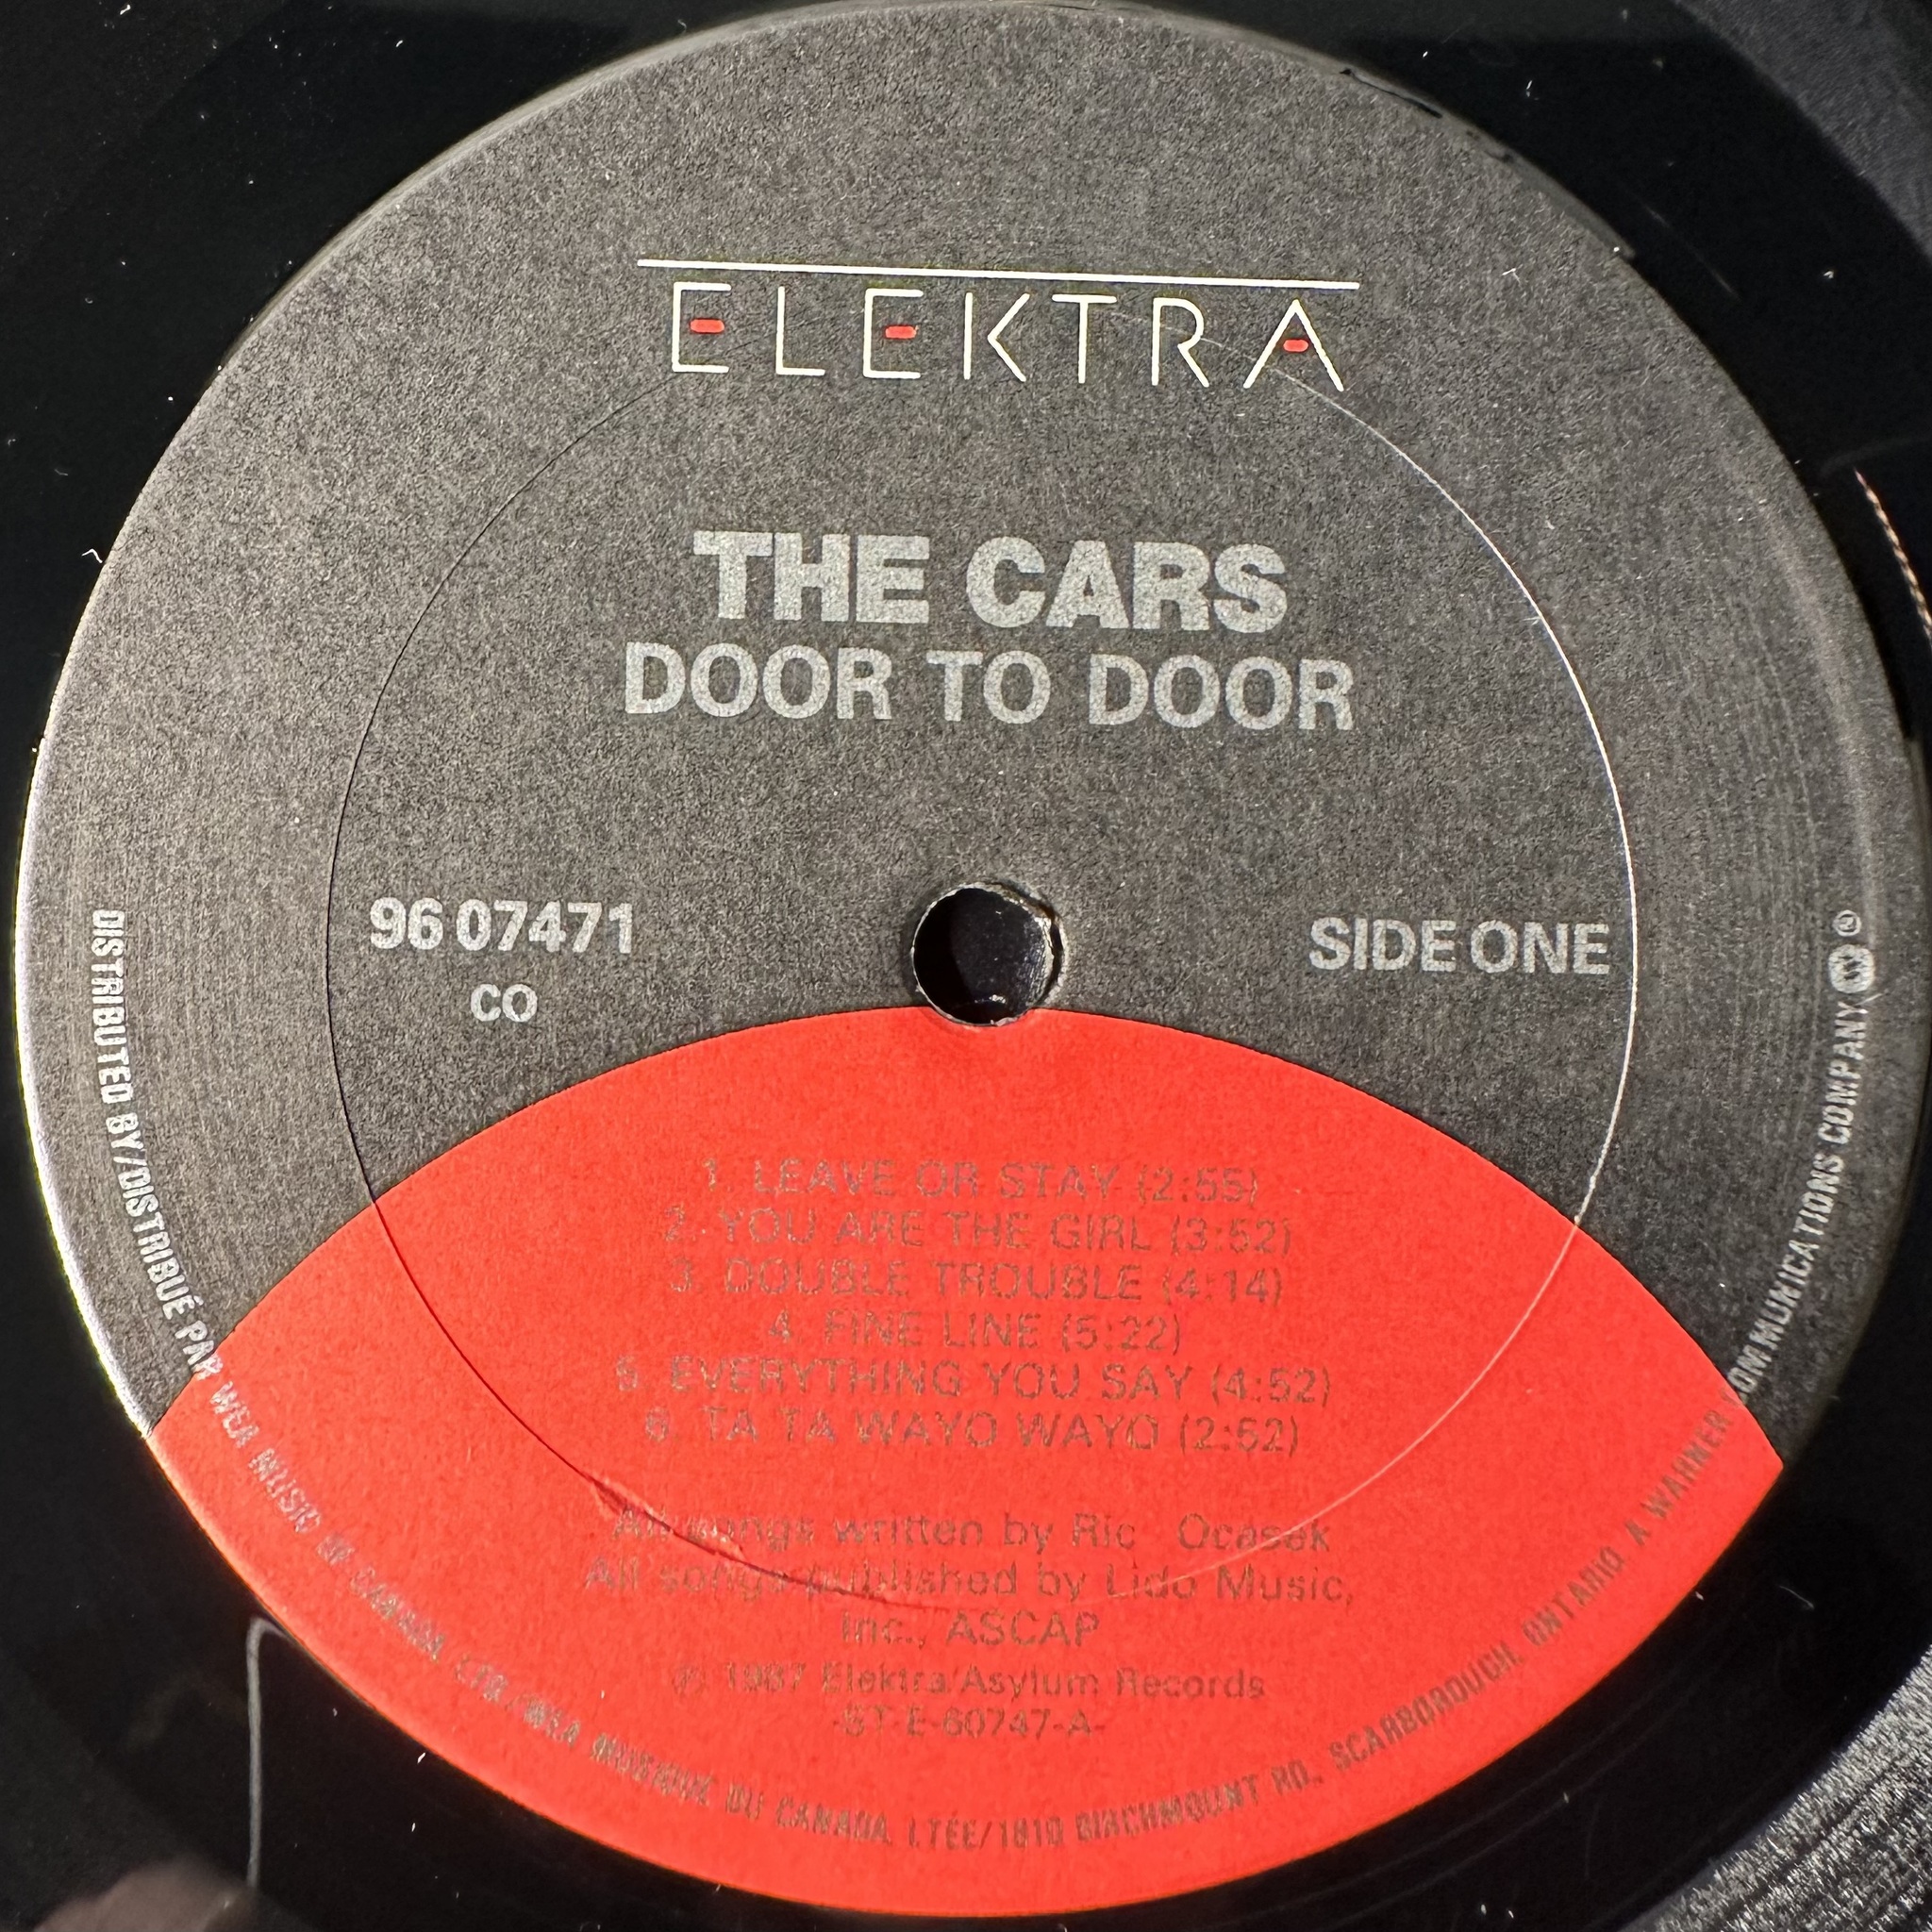 ELEKTRA
THE CARS
DOOR TO DOOR
96 07471
CO
SIDE ONE
1. LEAVE OR STAY (2:55)
2. YOU ARE THE GIRL (3:52)
3. DOUBLE TROUBLE (4:14)
4. FINE LINE (5:22)
5. EVERYTHING YOU SAY (4:52)
6. TA TA WAYO WAYO (2:52)
All songs written by Ric Ocasek
All songs published by Lido Music,
Inc., ASCAP
℗ 1987 Elektra/Asylum Records
-ST-E-60747-A-
DISTRIBUTED BY/DISTRIBUÉ PAR WEA MUSIC OF CANADA, LTD./WEA MUSIQUE DU CANADA, LTÉE/1810 BIRCHMOUNT RD., SCARBOROUGH, ONTARIO. A WARNER COMMUNICATIONS COMPANY ®